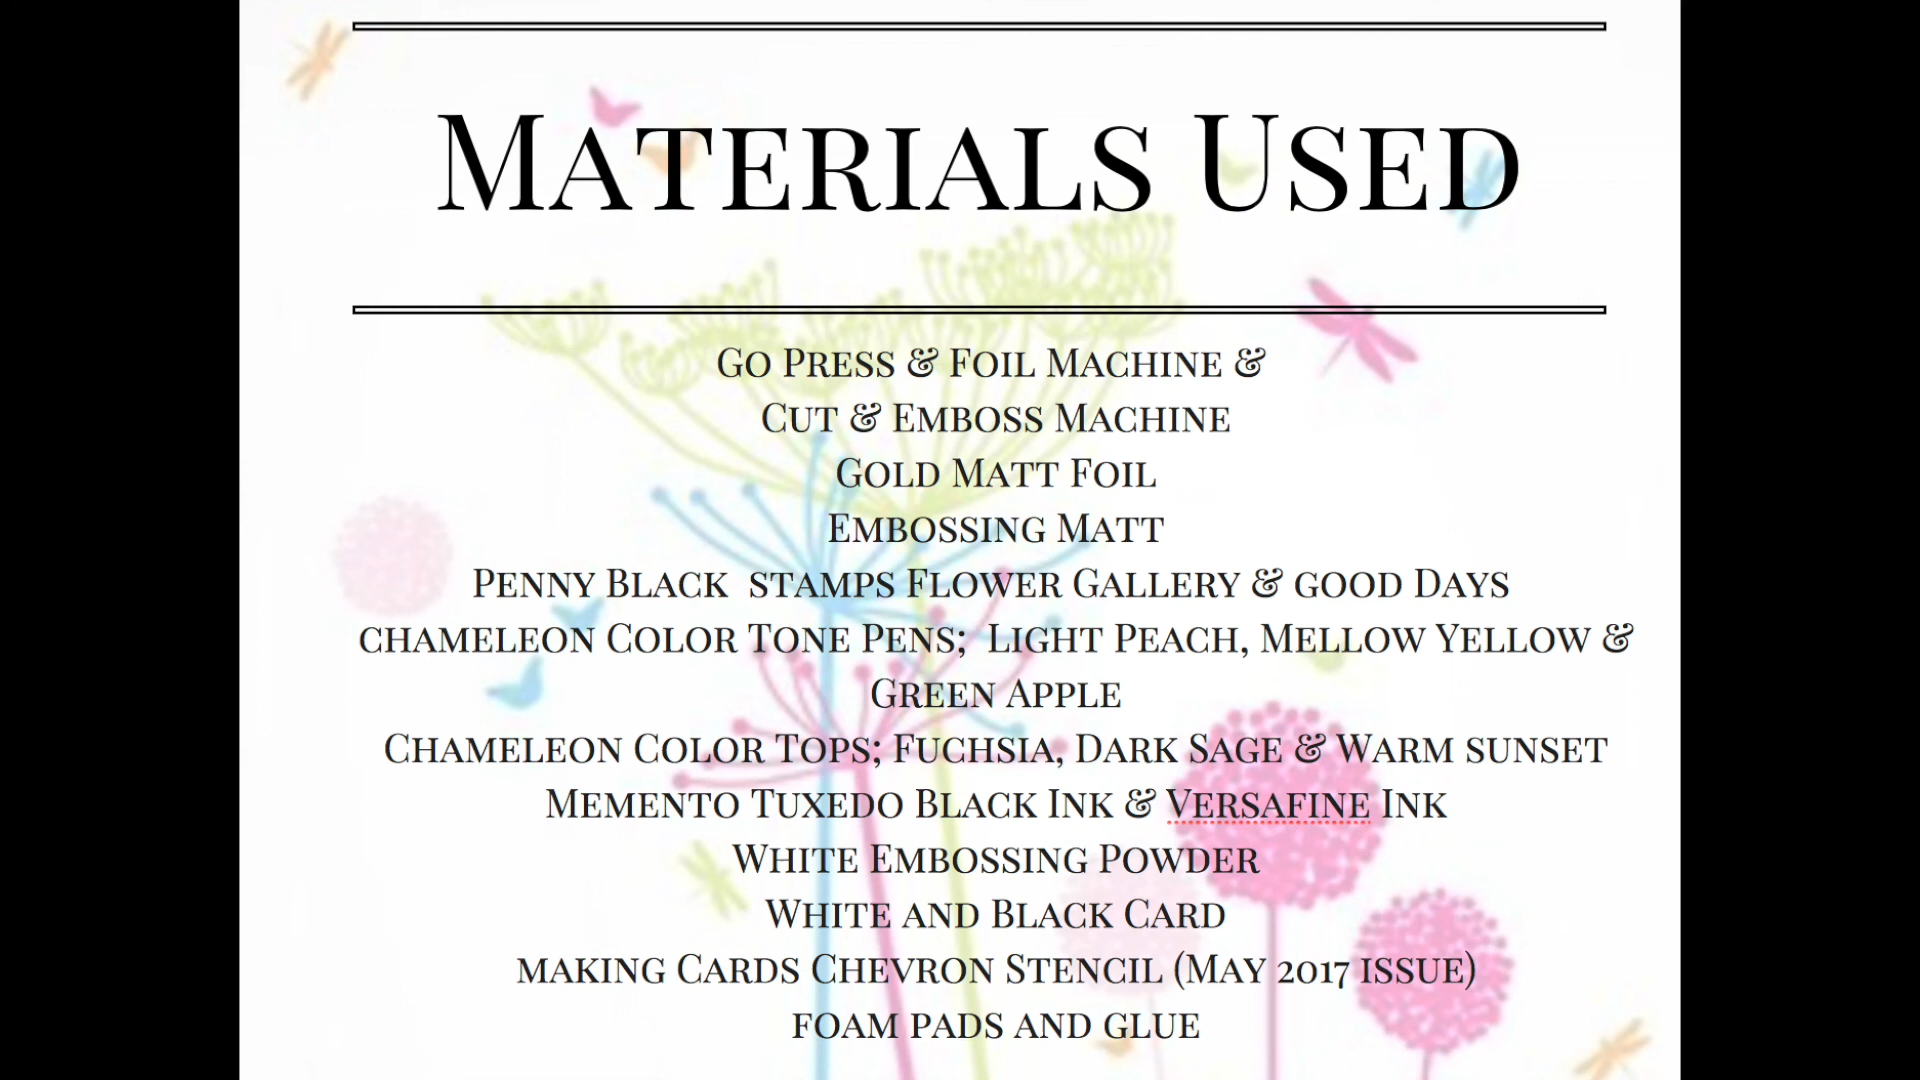 Materials Used
Go Press & Foil Machine &
Cut & Emboss Machine
Gold Matt Foil
Embossing Matt
Penny Black stamps Flower Gallery & good Days
chameleon Color Tone Pens; Light Peach, Mellow Yellow &
Green Apple
Chameleon Color Tops; Fuchsia, Dark Sage & Warm sunset
Memento Tuxedo Black Ink & Versafine Ink
White Embossing Powder
White and Black Card
making Cards Chevron Stencil (May 2017 issue)
foam pads and glue